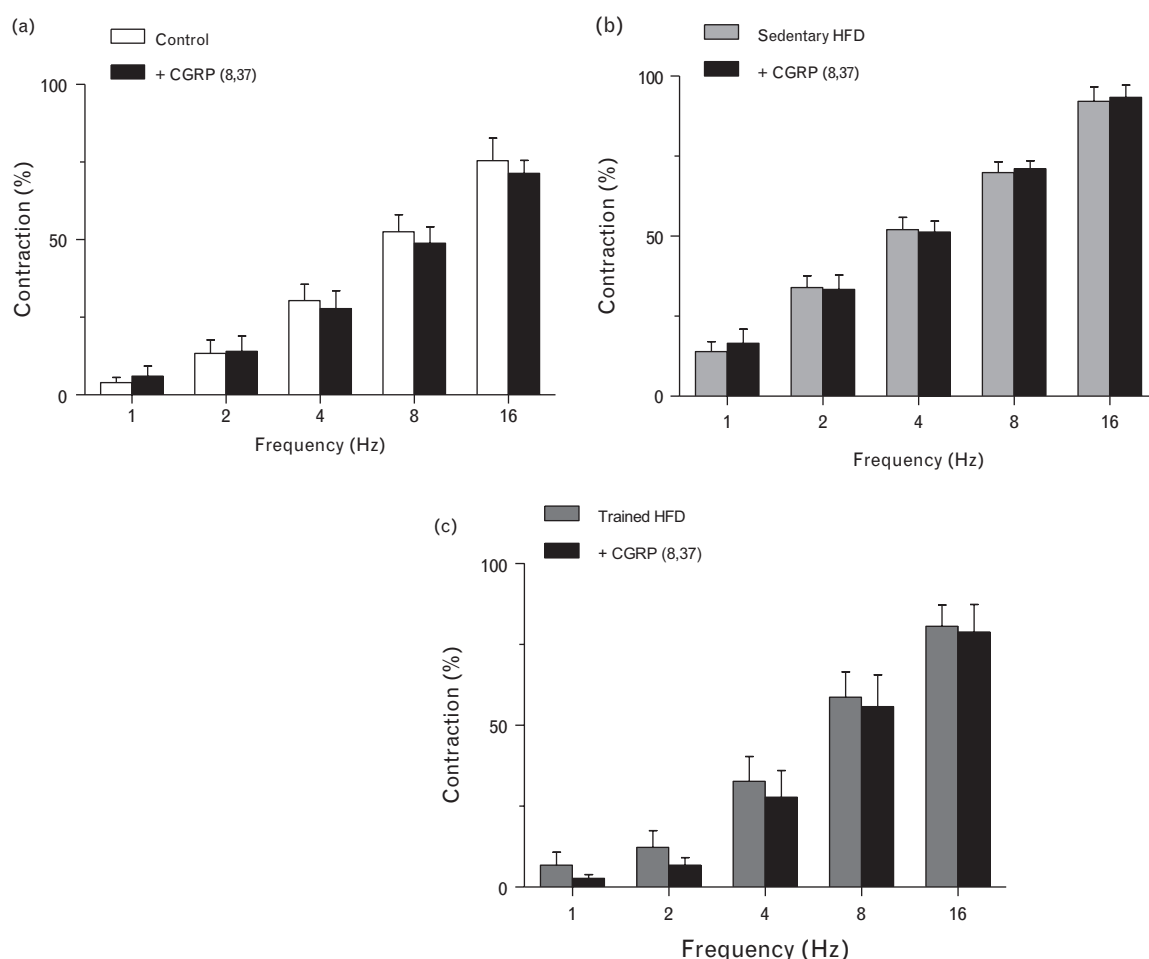 (a)
Control
+ CGRP (8,37)
100
50
0
Contraction (%)
1 2 4 8 16
Frequency (Hz)
(b)
Sedentary HFD
+ CGRP (8,37)
100
50
0
Contraction (%)
1 2 4 8 16
Frequency (Hz)
(c)
Trained HFD
+ CGRP (8,37)
100
50
0
Contraction (%)
1 2 4 8 16
Frequency (Hz)